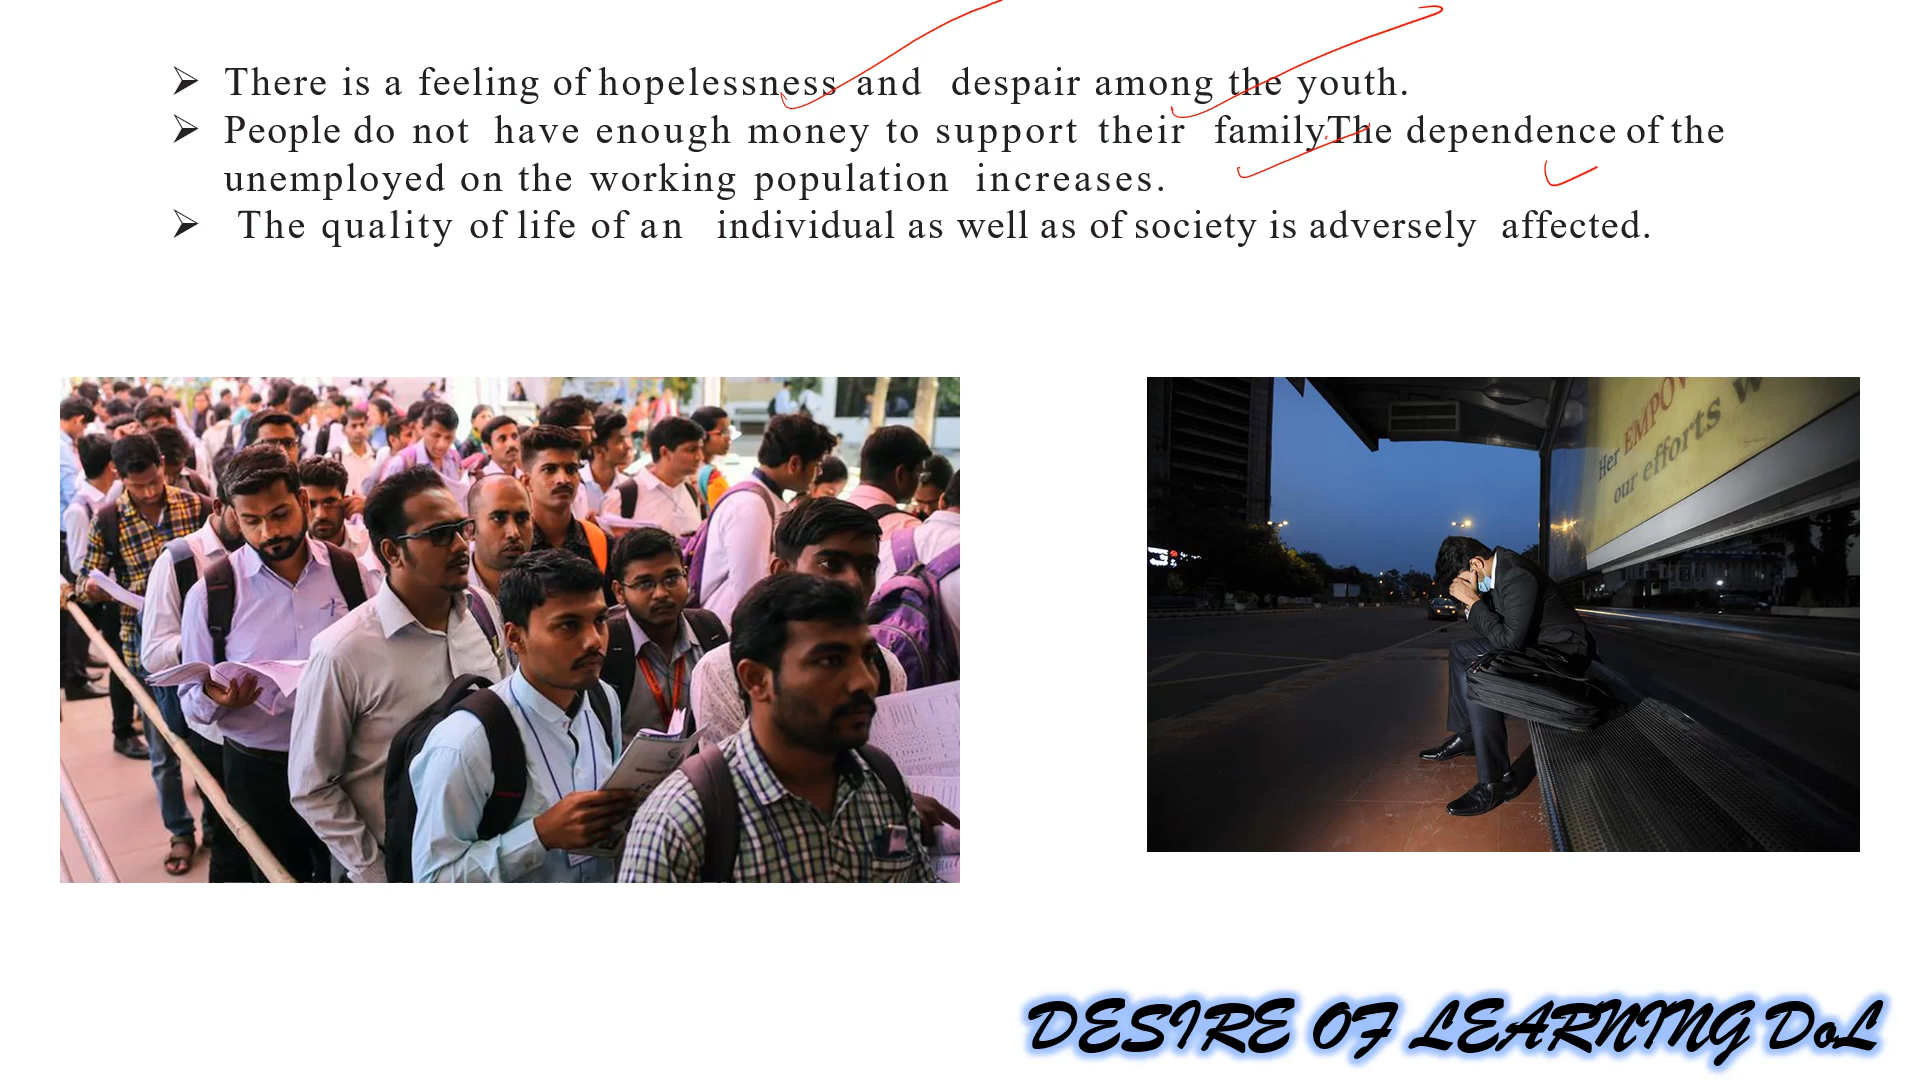 ➢ There is a feeling of hopelessness and despair among the youth.
➢ People do not have enough money to support their family.The dependence of the
unemployed on the working population increases.
➢ The quality of life of an individual as well as of society is adversely affected.
Her EMPO
our efforts W
DESIRE OF LEARNING DoL